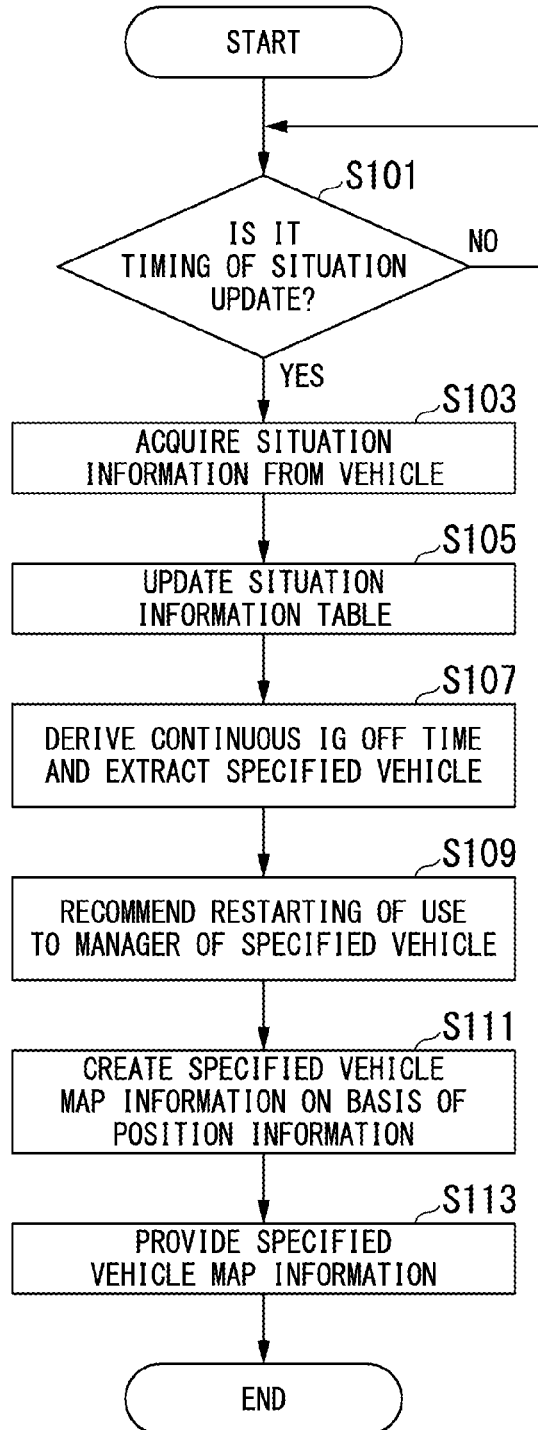 START
S101
IS IT
TIMING OF SITUATION
UPDATE?
NO
YES
S103
ACQUIRE SITUATION
INFORMATION FROM VEHICLE
S105
UPDATE SITUATION
INFORMATION TABLE
S107
DERIVE CONTINUOUS IG OFF TIME
AND EXTRACT SPECIFIED VEHICLE
S109
RECOMMEND RESTARTING OF USE
TO MANAGER OF SPECIFIED VEHICLE
S111
CREATE SPECIFIED VEHICLE
MAP INFORMATION ON BASIS OF
POSITION INFORMATION
S113
PROVIDE SPECIFIED
VEHICLE MAP INFORMATION
END